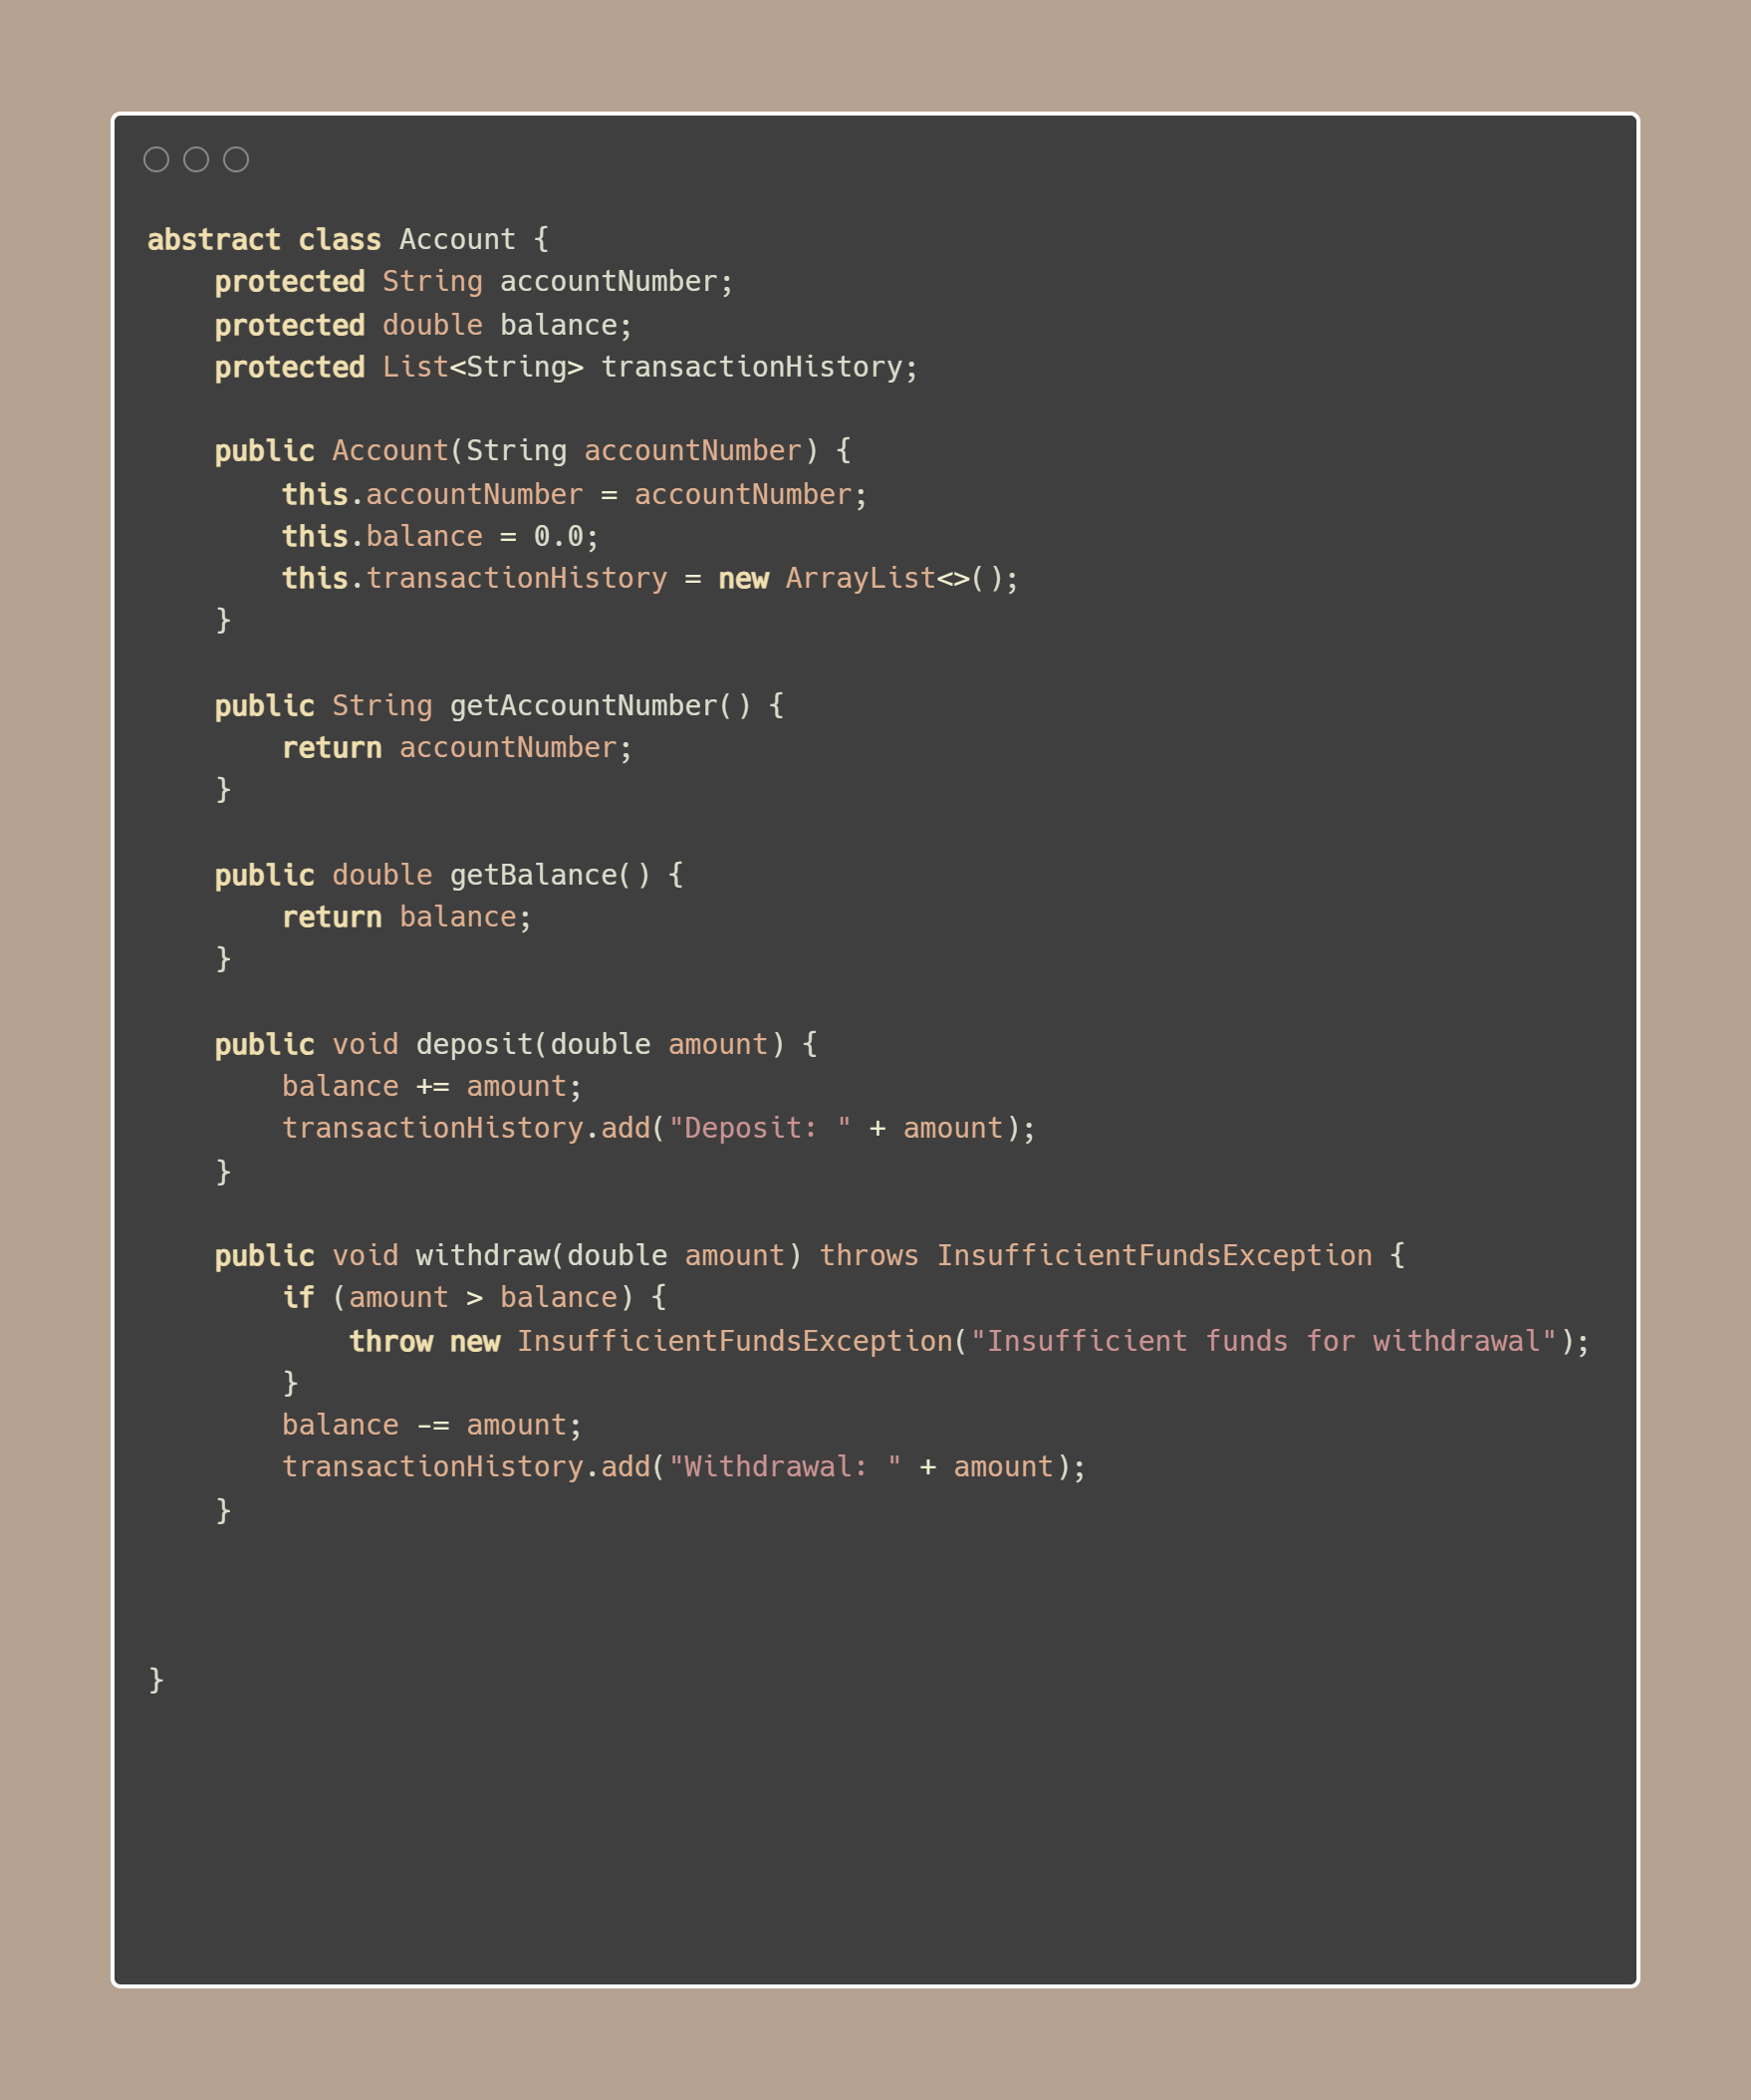 abstract class Account {
    protected String accountNumber;
    protected double balance;
    protected List<String> transactionHistory;

    public Account(String accountNumber) {
        this.accountNumber = accountNumber;
        this.balance = 0.0;
        this.transactionHistory = new ArrayList<>();
    }

    public String getAccountNumber() {
        return accountNumber;
    }

    public double getBalance() {
        return balance;
    }

    public void deposit(double amount) {
        balance += amount;
        transactionHistory.add("Deposit: " + amount);
    }

    public void withdraw(double amount) throws InsufficientFundsException {
        if (amount > balance) {
            throw new InsufficientFundsException("Insufficient funds for withdrawal");
        }
        balance -= amount;
        transactionHistory.add("Withdrawal: " + amount);
    }

}